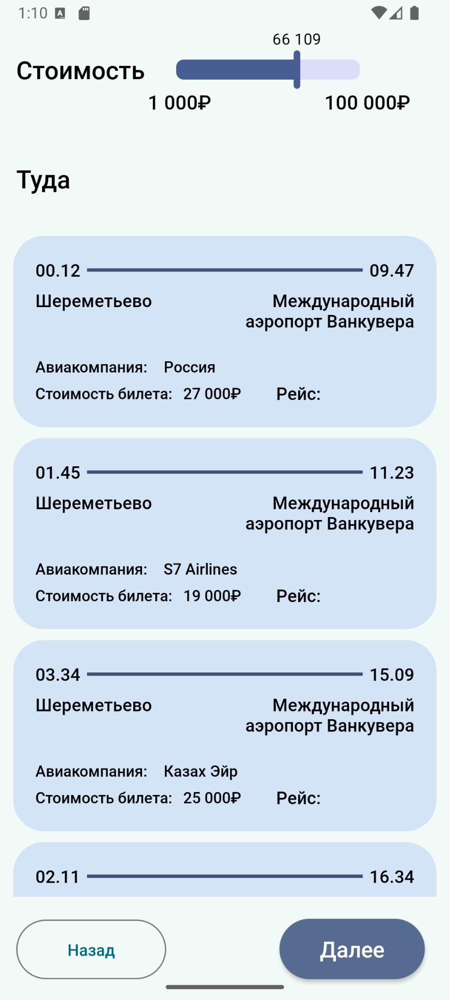 1:10
66 109
Стоимость
1 000₽ 100 000₽
Туда
00.12 09.47
Шереметьево Международный
аэропорт Ванкувера
Авиакомпания: Россия
Стоимость билета: 27 000₽ Рейс:
01.45 11.23
Шереметьево Международный
аэропорт Ванкувера
Авиакомпания: S7 Airlines
Стоимость билета: 19 000₽ Рейс:
03.34 15.09
Шереметьево Международный
аэропорт Ванкувера
Авиакомпания: Казах Эйр
Стоимость билета: 25 000₽ Рейс:
02.11 16.34
Назад Далее